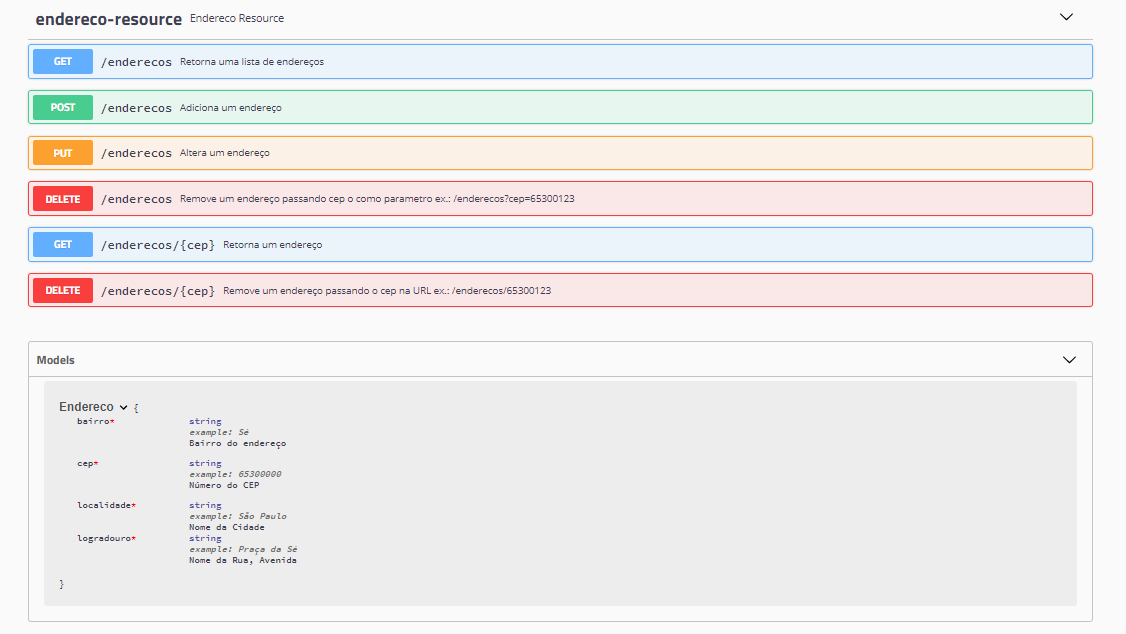 endereco-resource Endereco Resource
GET /enderecos Retorna uma lista de endereços
POST /enderecos Adiciona um endereço
PUT /enderecos Altera um endereço
DELETE /enderecos Remove um endereço passando cep o como parametro ex.: /enderecos?cep=65300123
GET /enderecos/{cep} Retorna um endereço
DELETE /enderecos/{cep} Remove um endereço passando o cep na URL ex.: /enderecos/65300123
Models
Endereco {
bairro* string
example: Sé
Bairro do endereço
cep* string
example: 65300000
Número do CEP
localidade* string
example: São Paulo
Nome da Cidade
logradouro* string
example: Praça da Sé
Nome da Rua, Avenida
}